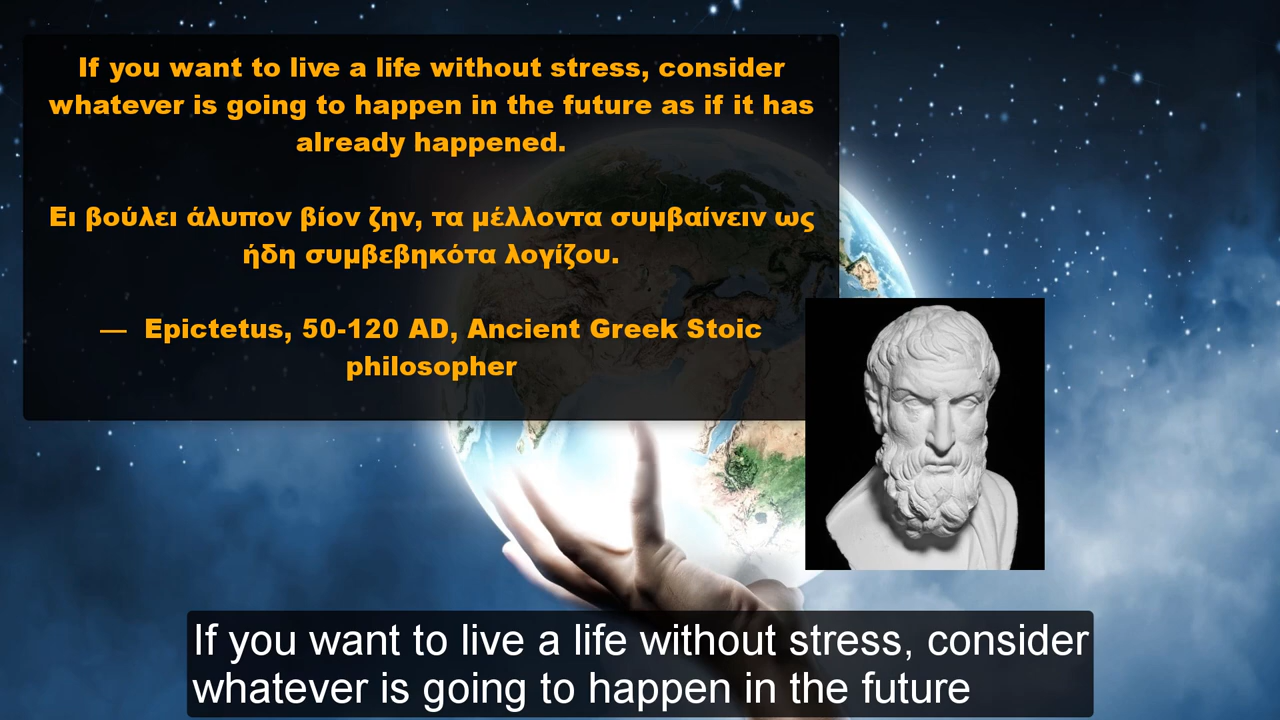 If you want to live a life without stress, consider
whatever is going to happen in the future as if it has
already happened.
Ει βούλει άλυπον βίον ζην, τα μέλλοντα συμβαίνειν ως
ήδη συμβεβηκότα λογίζου.
— Epictetus, 50-120 AD, Ancient Greek Stoic
philosopher
If you want to live a life without stress, consider
whatever is going to happen in the future